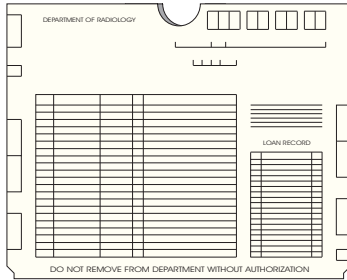 DEPARTMENT OF RADIOLOGY
LOAN RECORD
DO NOT REMOVE FROM DEPARTMENT WITHOUT AUTHORIZATION